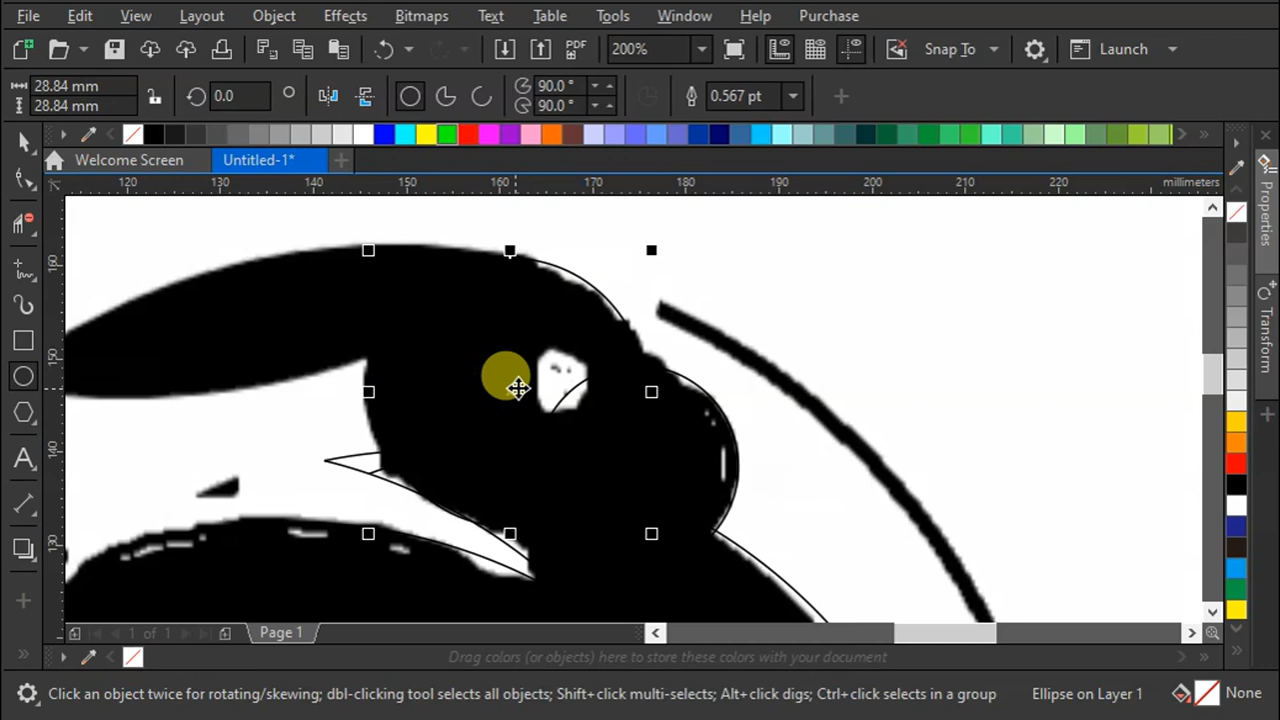 File Edit View Layout Object Effects Bitmaps Text Table Tools Window Help Purchase
PDF 200% Snap To Launch
28.84 mm
28.84 mm
0.0
90.0 °
90.0 °
0.567 pt
Welcome Screen Untitled-1*
120 130 140 150 160 170 180 190 200 210 220 millimeters
160
150
140
130
Properties
Transform
1 of 1 Page 1
Drag colors (or objects) here to store these colors with your document
Click an object twice for rotating/skewing; dbl-clicking tool selects all objects; Shift+click multi-selects; Alt+click digs; Ctrl+click selects in a group Ellipse on Layer 1 None